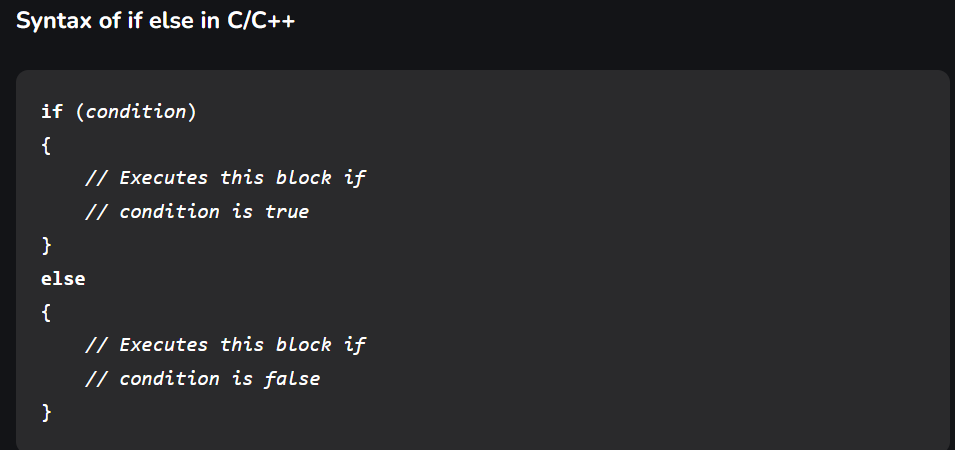 Syntax of if else in C/C++
if (condition)
{
// Executes this block if
// condition is true
}
else
{
// Executes this block if
// condition is false
}